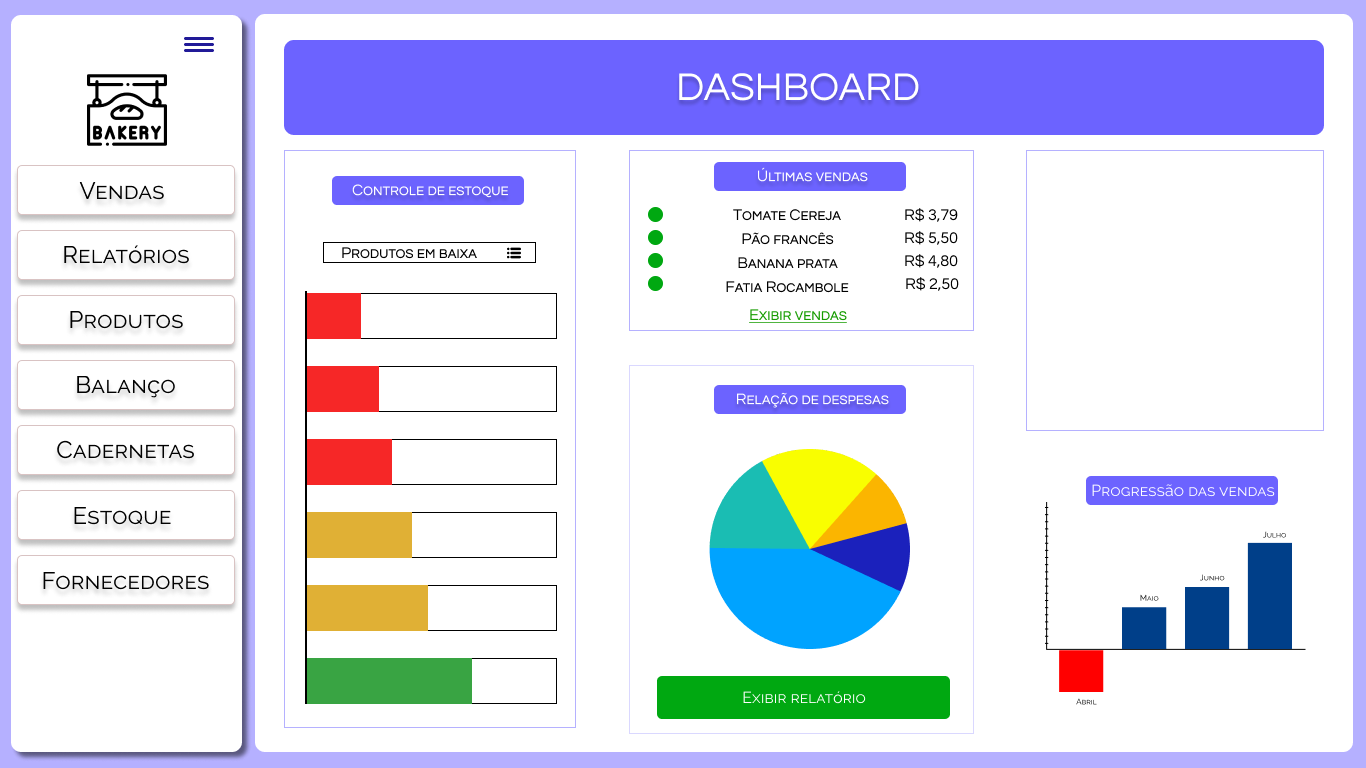 BAKERY
Vendas
Relatórios
Produtos
Balanço
Cadernetas
Estoque
Fornecedores
DASHBOARD
Controle de estoque
Produtos em baixa
Últimas vendas
Tomate Cereja R$ 3,79
Pão francês R$ 5,50
Banana prata R$ 4,80
Fatia Rocambole R$ 2,50
Exibir vendas
Relação de despesas
Exibir relatório
Progressão das vendas
Julho
Junho
Maio
Abril